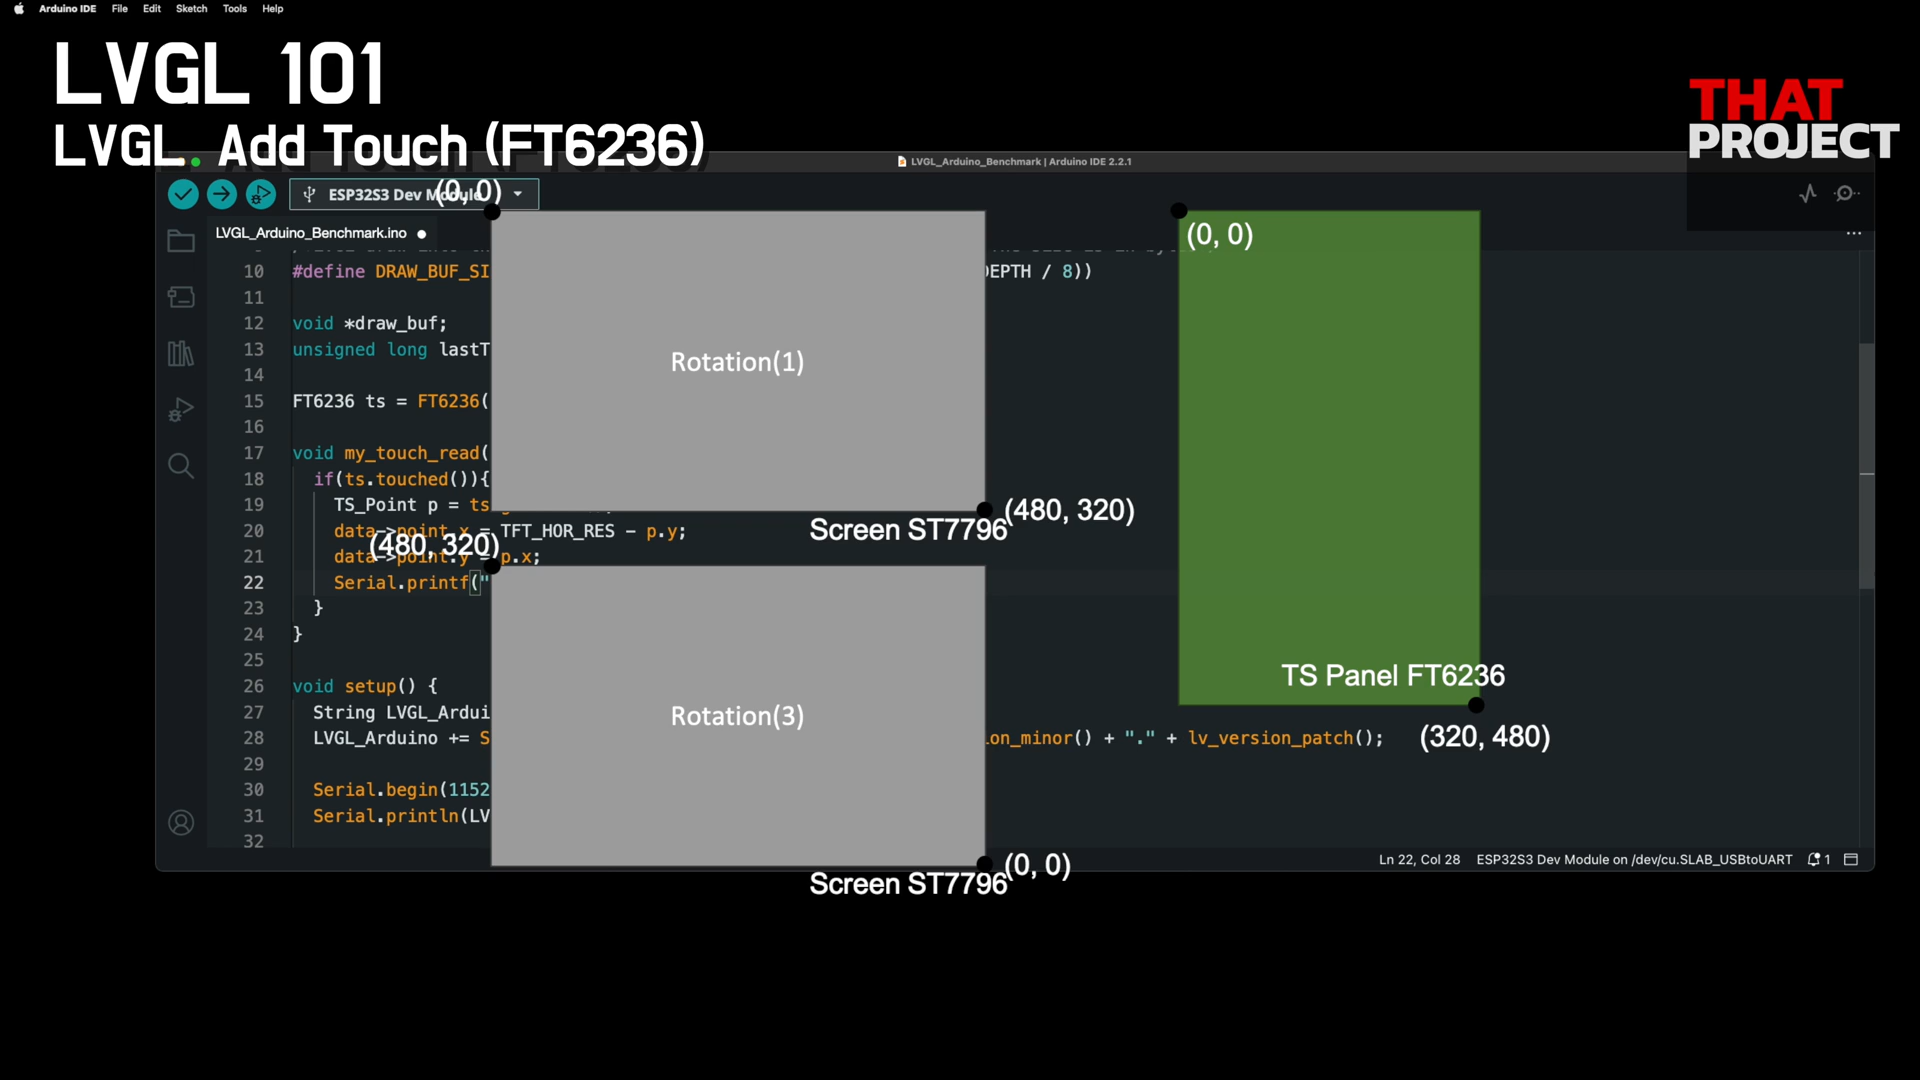 Arduino IDE File Edit Sketch Tools Help
LVGL 101
LVGL. Add Touch (FT6236)
THAT
PROJECT
LVGL_Arduino_Benchmark | Arduino IDE 2.2.1
ESP32S3 Dev Module
(0, 0)
LVGL_Arduino_Benchmark.ino
(0, 0)
10 #define DRAW_BUF_SI EPTH / 8))
11
12 void *draw_buf;
13 unsigned long lastT
14
15 FT6236 ts = FT6236(
16
17 void my_touch_read(
18 if(ts.touched()){
19 TS_Point p = ts
20 data->point.x = TFT_HOR_RES - p.y;
21 data->point.y = p.x;
22 Serial.printf("
23 }
24 }
25
26 void setup() {
27 String LVGL_Ardui
28 LVGL_Arduino += S on_minor() + "." + lv_version_patch();
29
30 Serial.begin(1152
31 Serial.println(LV
32
Rotation(1)
(480, 320)
Screen ST7796
(480, 320)
Rotation(3)
(0, 0)
Screen ST7796
TS Panel FT6236
(320, 480)
Ln 22, Col 28 ESP32S3 Dev Module on /dev/cu.SLAB_USBtoUART 1